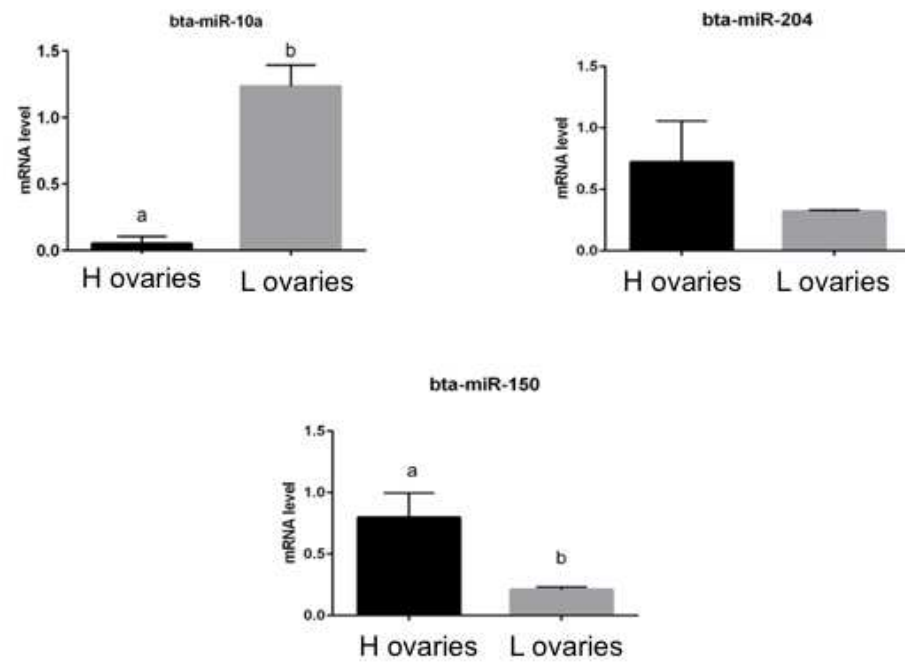 bta-miR-10a
mRNA level
1.5
1.0
0.5
0.0
a
b
H ovaries L ovaries
bta-miR-204
mRNA level
1.5
1.0
0.5
0.0
H ovaries L ovaries
bta-miR-150
mRNA level
1.5
1.0
0.5
0.0
a
b
H ovaries L ovaries